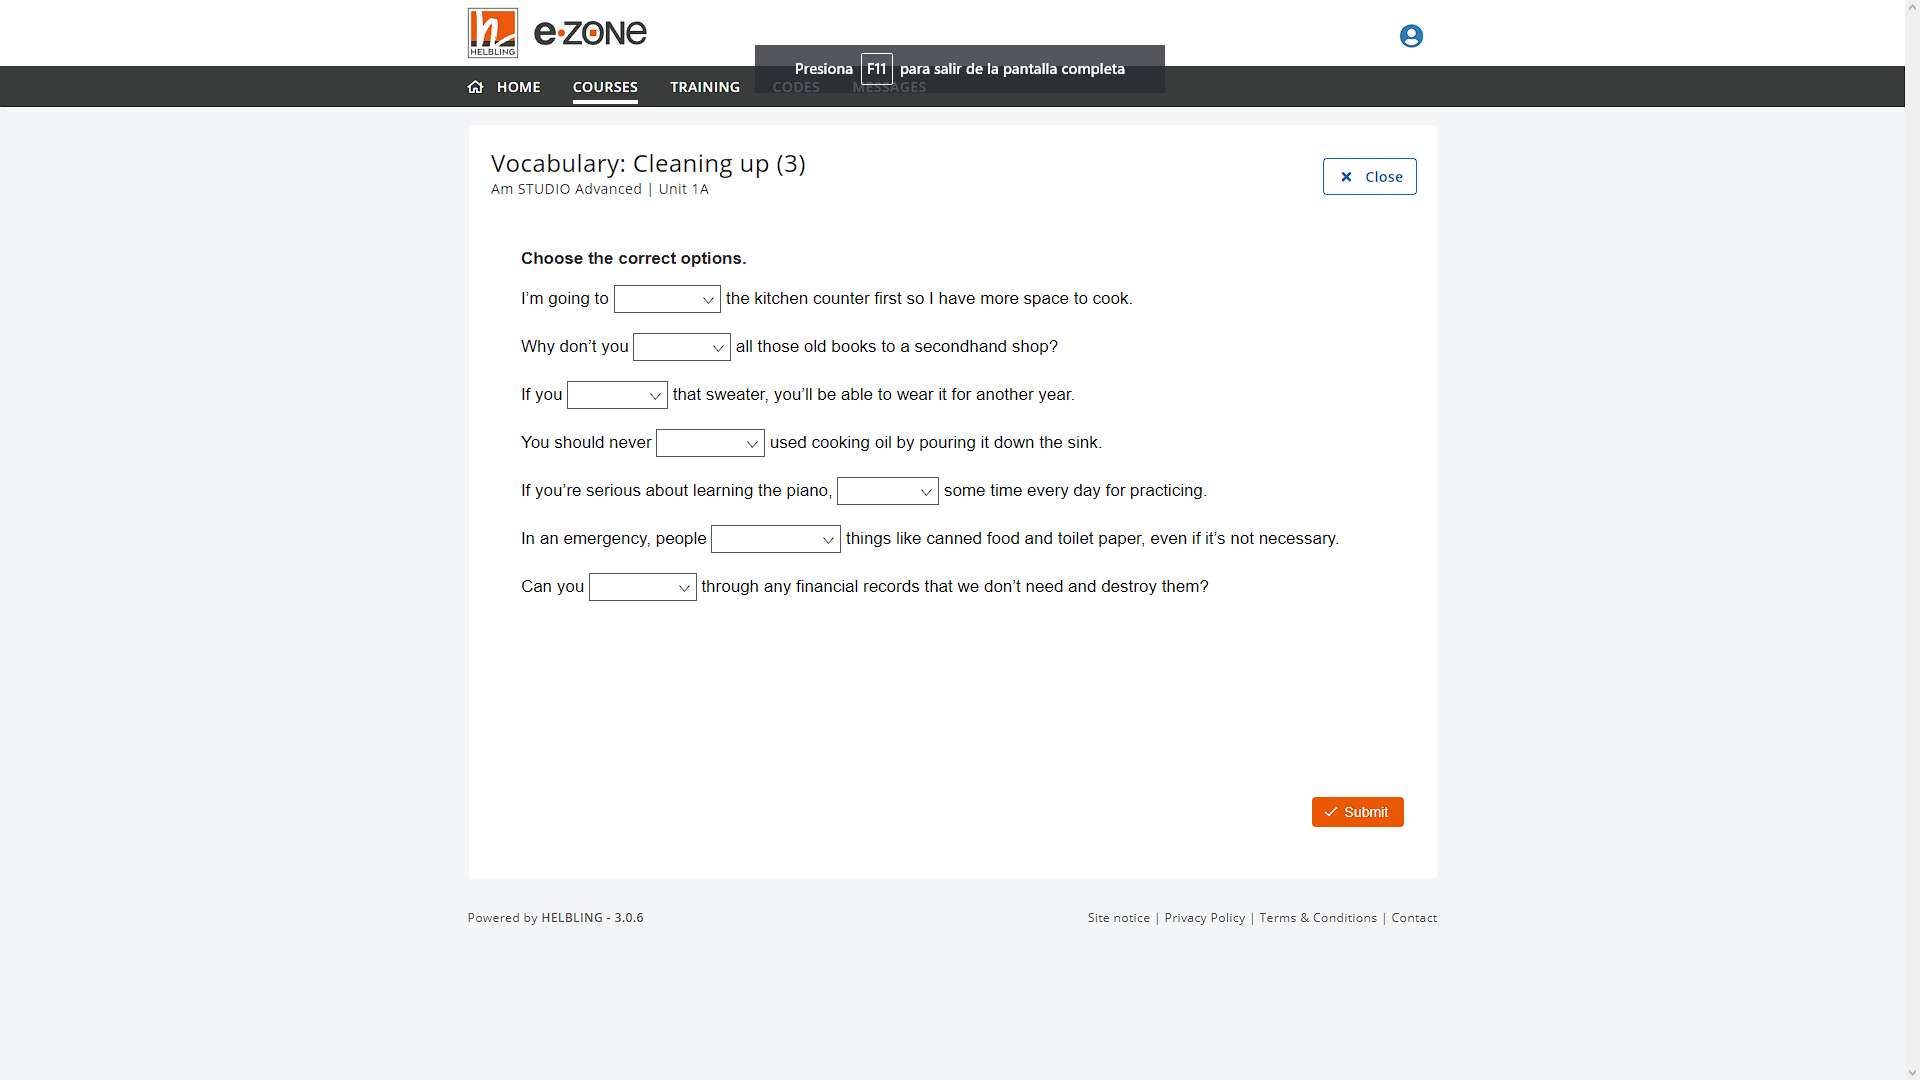 HELBLING
e·zone
Presiona F11 para salir de la pantalla completa
HOME COURSES TRAINING CODES MESSAGES
Vocabulary: Cleaning up (3)
Am STUDIO Advanced | Unit 1A
Close
Choose the correct options.
I’m going to the kitchen counter first so I have more space to cook.
Why don’t you all those old books to a secondhand shop?
If you that sweater, you’ll be able to wear it for another year.
You should never used cooking oil by pouring it down the sink.
If you’re serious about learning the piano, some time every day for practicing.
In an emergency, people things like canned food and toilet paper, even if it’s not necessary.
Can you through any financial records that we don’t need and destroy them?
Submit
Powered by HELBLING - 3.0.6
Site notice | Privacy Policy | Terms & Conditions | Contact